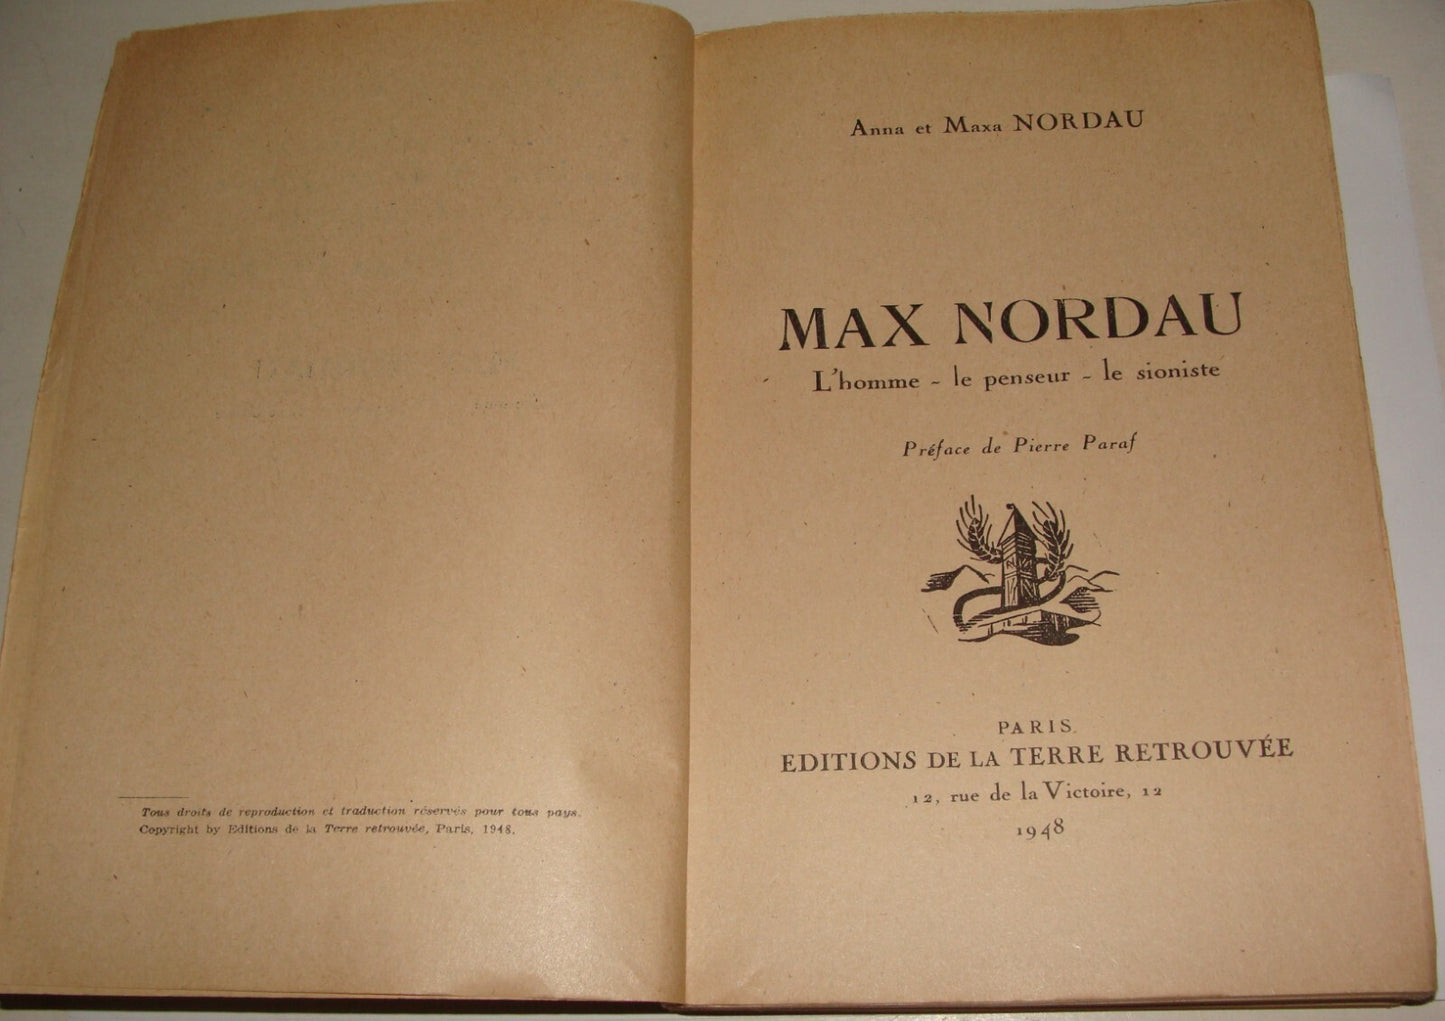 Tous droits de reproduction et traduction réservés pour tous pays.
Copyright by Editions de la Terre retrouvée, Paris, 1948.
Anna et Maxa NORDAU
MAX NORDAU
L'homme - le penseur - le sioniste
Préface de Pierre Paraf
PARIS
EDITIONS DE LA TERRE RETROUVÉE
12, rue de la Victoire, 12
1948